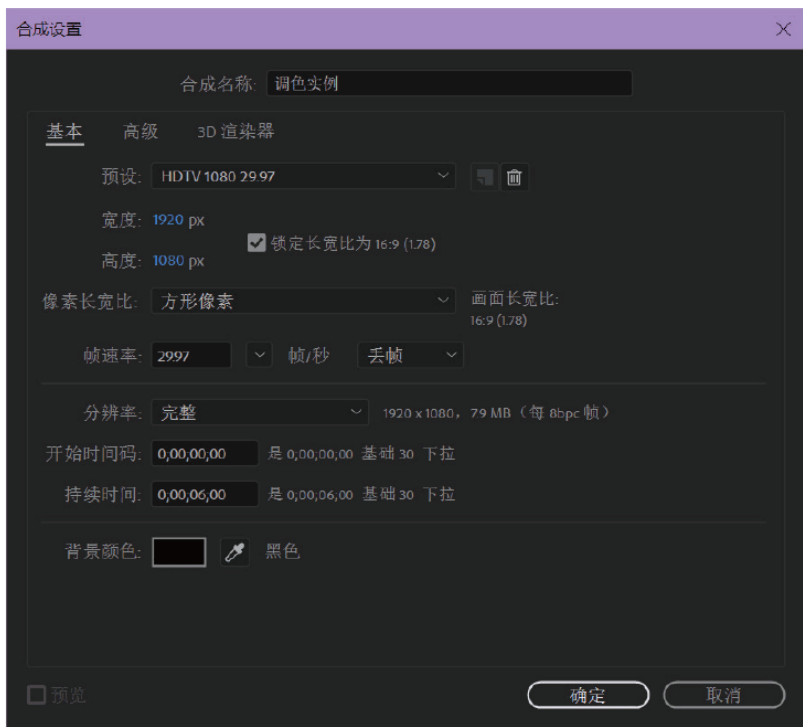 合成设置
合成名称: 调色实例
基本 高级 3D 渲染器
预设: HDTV 1080 29.97
宽度: 1920 px
锁定长宽比为 16:9 (1.78)
高度: 1080 px
像素长宽比: 方形像素 画面长宽比:
16:9 (1.78)
帧速率: 29.97 帧/秒 丢帧
分辨率: 完整 1920 x 1080，7.9 MB（每 8bpc 帧）
开始时间码: 0;00;00;00 是 0;00;00;00 基础 30 下拉
持续时间: 0;00;06;00 是 0;00;06;00 基础 30 下拉
背景颜色: 黑色
预览 确定 取消